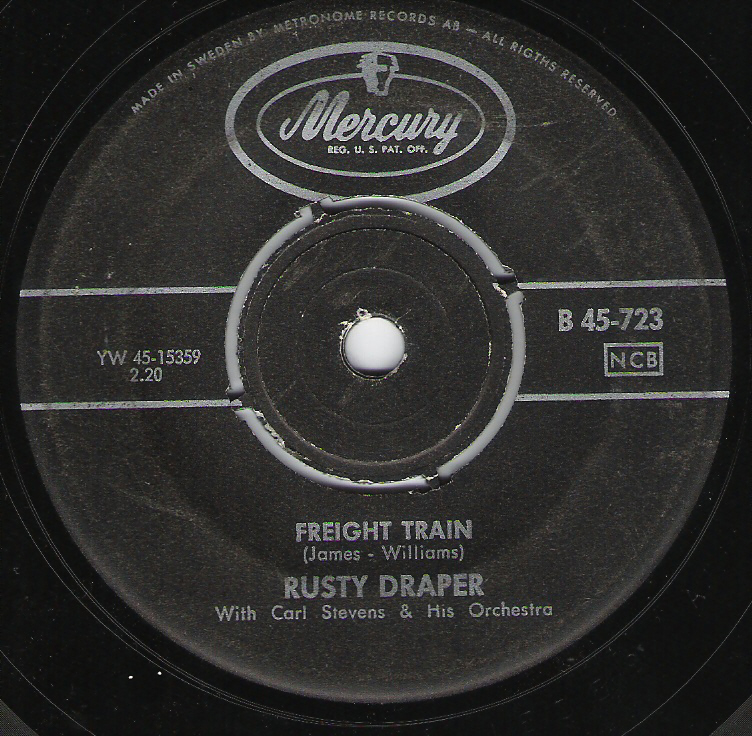 MADE IN SWEDEN BY METRONOME RECORDS AB — ALL RIGTHS RESERVED
Mercury
REG. U. S. PAT. OFF.
B 45-723
NCB
YW 45-15359
2.20
FREIGHT TRAIN
(James - Williams)
RUSTY DRAPER
With Carl Stevens & His Orchestra